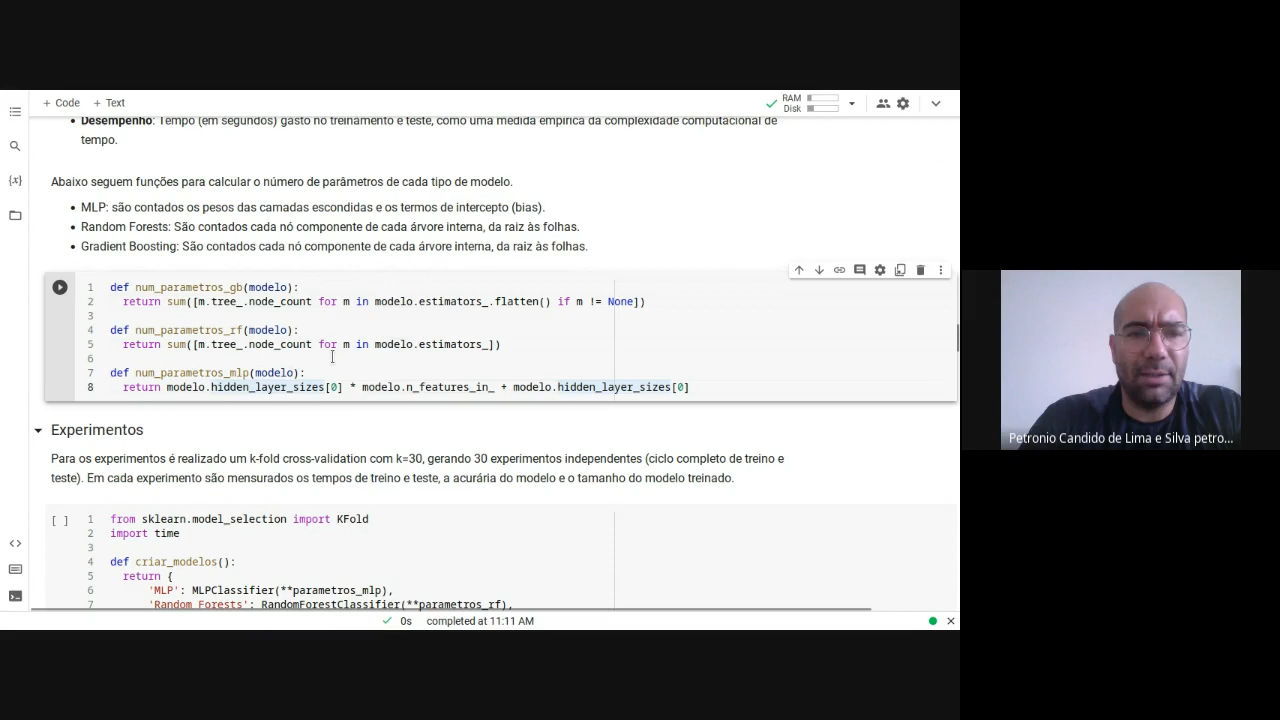 + Code + Text
RAM
Disk
• Desempenho: Tempo (em segundos) gasto no treinamento e teste, como uma medida empírica da complexidade computacional de
tempo.
Abaixo seguem funções para calcular o número de parâmetros de cada tipo de modelo.
• MLP: são contados os pesos das camadas escondidas e os termos de intercepto (bias).
• Random Forests: São contados cada nó componente de cada árvore interna, da raiz às folhas.
• Gradient Boosting: São contados cada nó componente de cada árvore interna, da raiz às folhas.
1 def num_parametros_gb(modelo):
2 return sum([m.tree_.node_count for m in modelo.estimators_.flatten() if m != None])
3
4 def num_parametros_rf(modelo):
5 return sum([m.tree_.node_count for m in modelo.estimators_])
6
7 def num_parametros_mlp(modelo):
8 return modelo.hidden_layer_sizes[0] * modelo.n_features_in_ + modelo.hidden_layer_sizes[0]
Experimentos
Para os experimentos é realizado um k-fold cross-validation com k=30, gerando 30 experimentos independentes (ciclo completo de treino e
teste). Em cada experimento são mensurados os tempos de treino e teste, a acurária do modelo e o tamanho do modelo treinado.
[ ] 1 from sklearn.model_selection import KFold
2 import time
3
4 def criar_modelos():
5 return {
6 'MLP': MLPClassifier(**parametros_mlp),
7 'Random Forests': RandomForestClassifier(**parametros_rf),
0s completed at 11:11 AM
Petronio Candido de Lima e Silva petro...